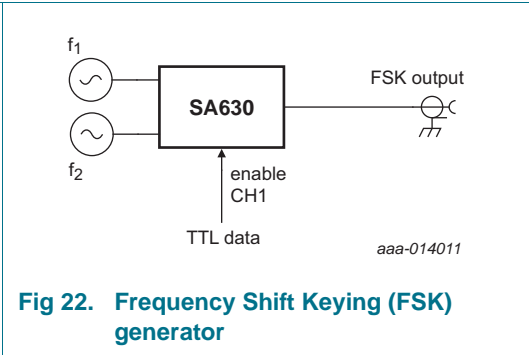 f1
SA630
FSK output
f2
enable
CH1
TTL data
aaa-014011
Fig 22. Frequency Shift Keying (FSK)
generator